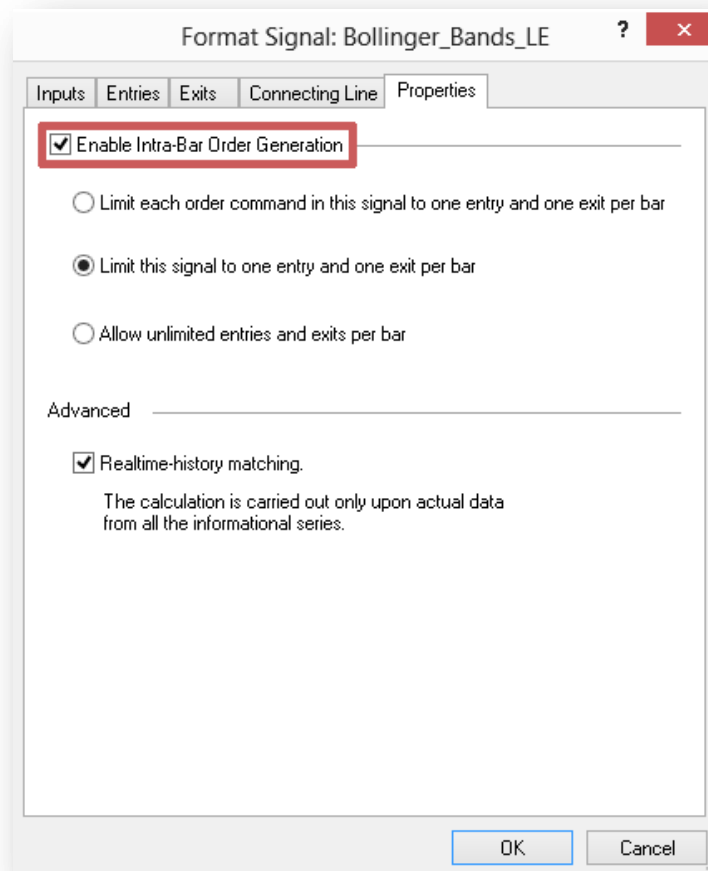 Format Signal: Bollinger_Bands_LE ? ×
Inputs Entries Exits Connecting Line Properties
Enable Intra-Bar Order Generation
Limit each order command in this signal to one entry and one exit per bar
Limit this signal to one entry and one exit per bar
Allow unlimited entries and exits per bar
Advanced
Realtime-history matching.
The calculation is carried out only upon actual data
from all the informational series.
OK Cancel